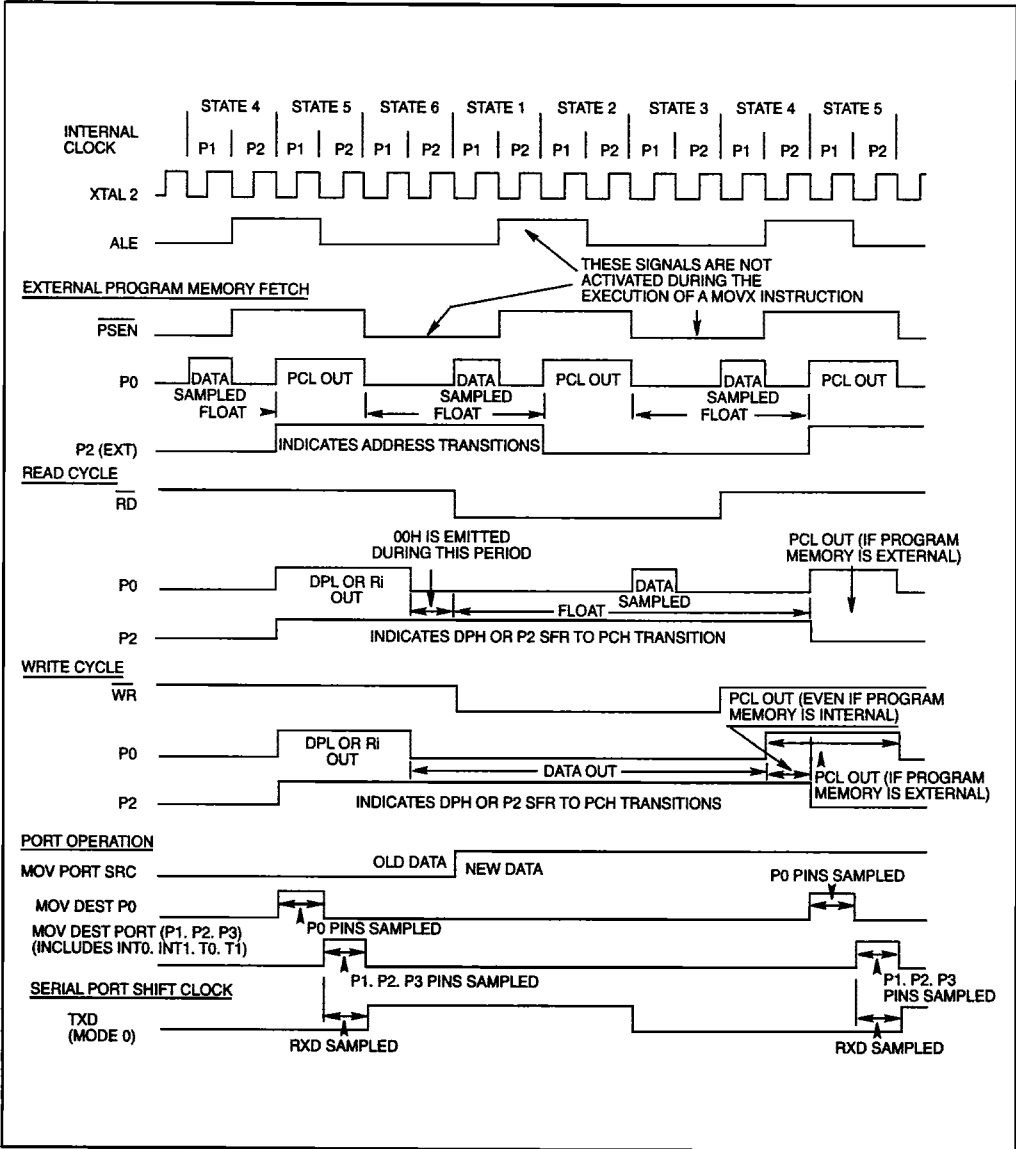 STATE 4 STATE 5 STATE 6 STATE 1 STATE 2 STATE 3 STATE 4 STATE 5
INTERNAL
CLOCK
P1 P2 P1 P2 P1 P2 P1 P2 P1 P2 P1 P2 P1 P2 P1 P2
XTAL 2
ALE
THESE SIGNALS ARE NOT
ACTIVATED DURING THE
EXECUTION OF A MOVX INSTRUCTION
EXTERNAL PROGRAM MEMORY FETCH
PSEN
P0
DATA
SAMPLED
FLOAT
PCL OUT
DATA
SAMPLED
FLOAT
PCL OUT
DATA
SAMPLED
FLOAT
PCL OUT
P2 (EXT)
INDICATES ADDRESS TRANSITIONS
READ CYCLE
RD
00H IS EMITTED
DURING THIS PERIOD
PCL OUT (IF PROGRAM
MEMORY IS EXTERNAL)
P0
DPL OR Ri
OUT
DATA
SAMPLED
FLOAT
P2
INDICATES DPH OR P2 SFR TO PCH TRANSITION
WRITE CYCLE
WR
PCL OUT (EVEN IF PROGRAM
MEMORY IS INTERNAL)
P0
DPL OR Ri
OUT
DATA OUT
PCL OUT (IF PROGRAM
MEMORY IS EXTERNAL)
P2
INDICATES DPH OR P2 SFR TO PCH TRANSITIONS
PORT OPERATION
MOV PORT SRC
OLD DATA
NEW DATA
P0 PINS SAMPLED
MOV DEST P0
P0 PINS SAMPLED
MOV DEST PORT (P1. P2. P3)
(INCLUDES INT0. INT1. T0. T1)
P1. P2. P3 PINS SAMPLED
P1. P2. P3
PINS SAMPLED
SERIAL PORT SHIFT CLOCK
TXD
(MODE 0)
RXD SAMPLED
RXD SAMPLED